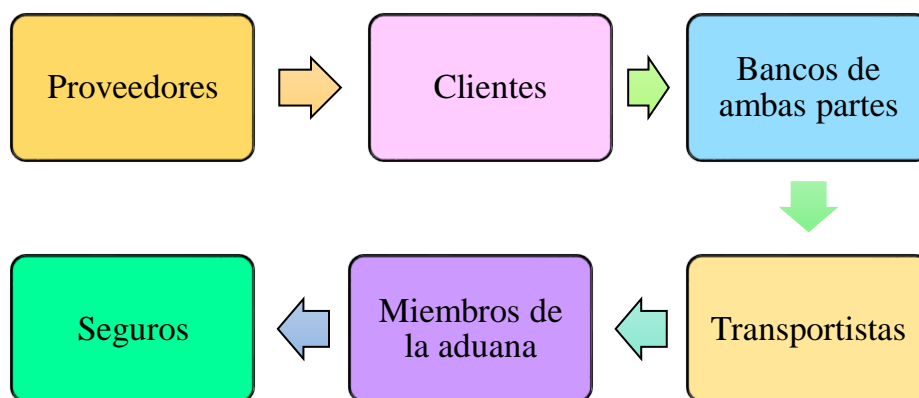 Proveedores
Clientes
Bancos de
ambas partes
Transportistas
Miembros de
la aduana
Seguros